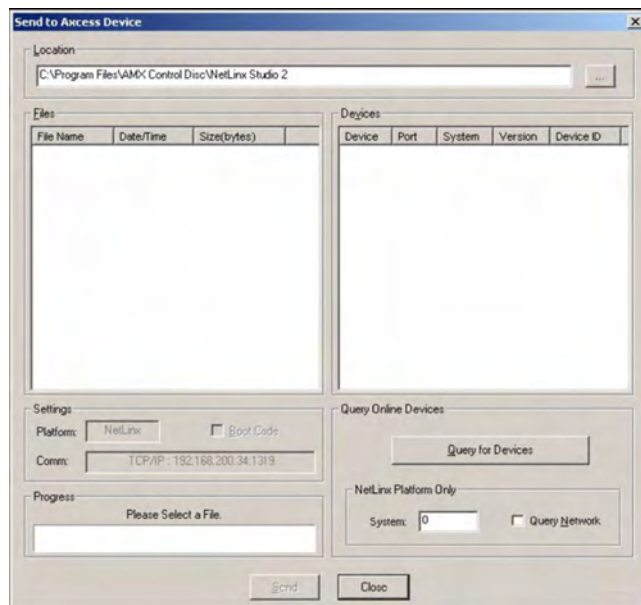 Send to Axcess Device
Location
C:\Program Files\AMX Control Disc\NetLinx Studio 2
...
Files
File Name Date/Time Size(bytes)
Devices
Device Port System Version Device ID
Settings
Platform: NetLinx Boot Code
Comm: TCP/IP : 192.168.200.34:1319
Progress
Please Select a File.
Query Online Devices
Query for Devices
NetLinx Platform Only
System: 0 Query Network
Send Close